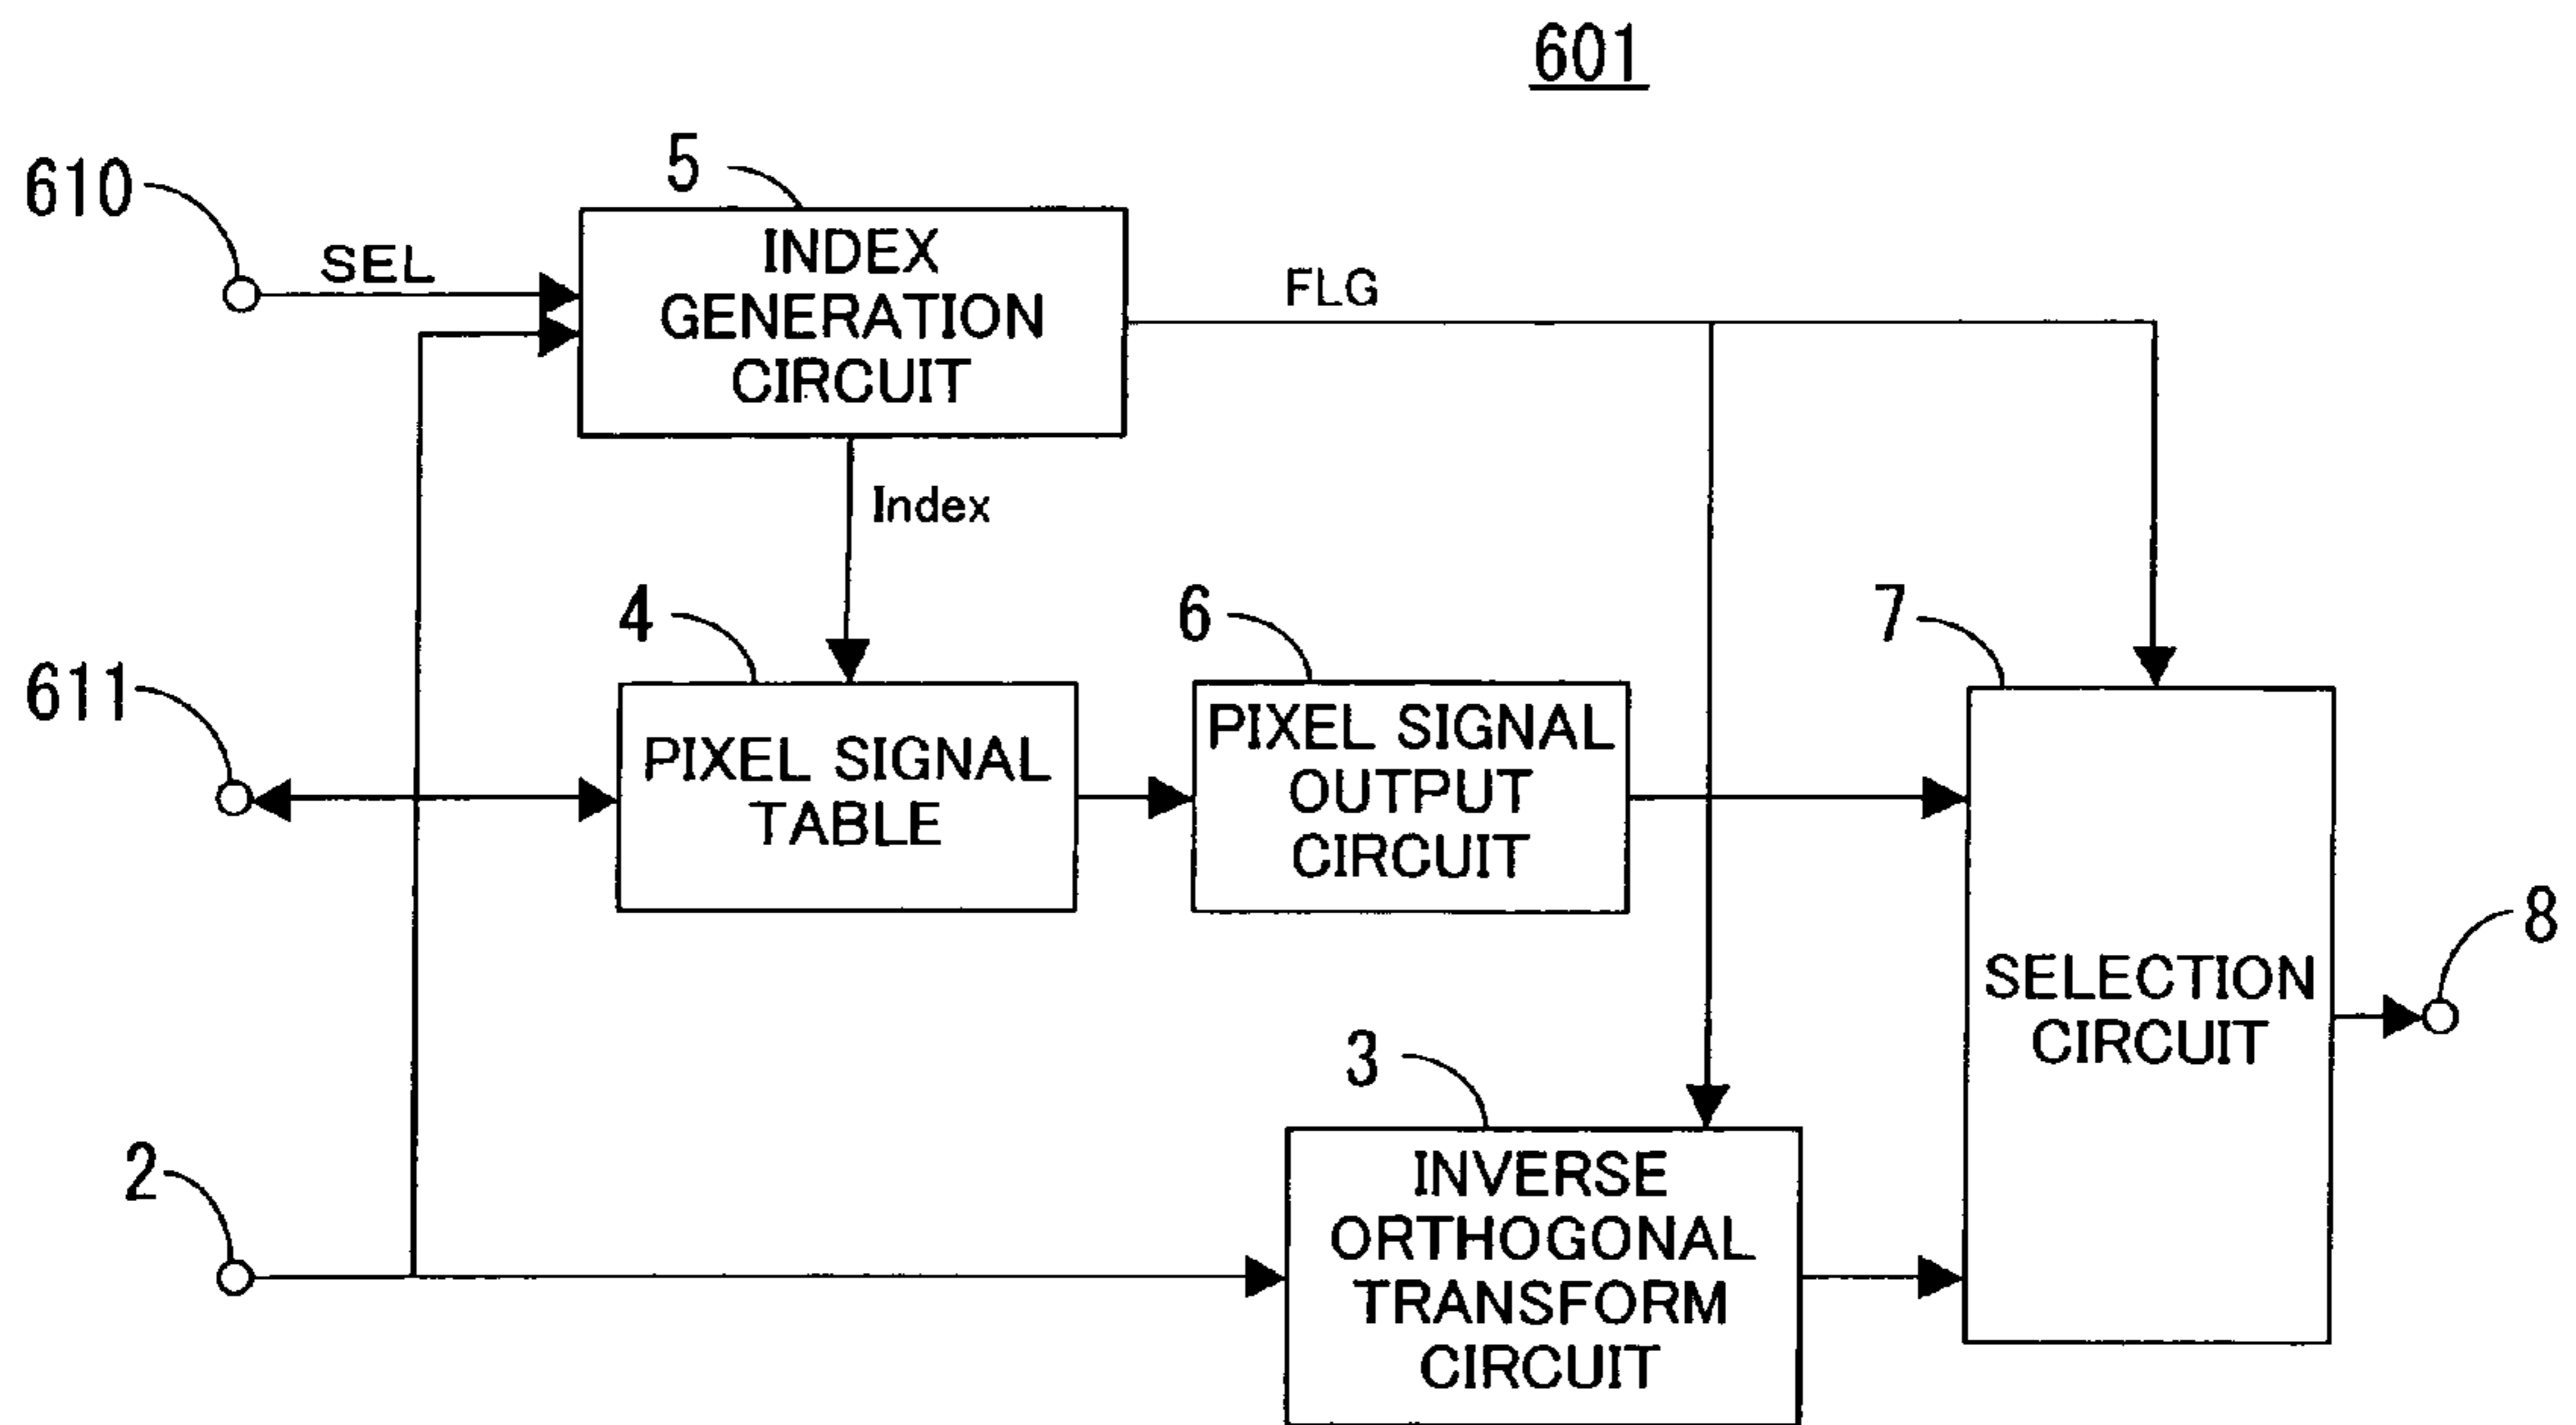 601
610
SEL
5
INDEX
GENERATION
CIRCUIT
FLG
Index
611
4
PIXEL SIGNAL
TABLE
6
PIXEL SIGNAL
OUTPUT
CIRCUIT
7
SELECTION
CIRCUIT
8
2
3
INVERSE
ORTHOGONAL
TRANSFORM
CIRCUIT